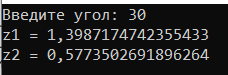 Введите угол: 30
z1 = 1,3987174742355433
z2 = 0,5773502691896264